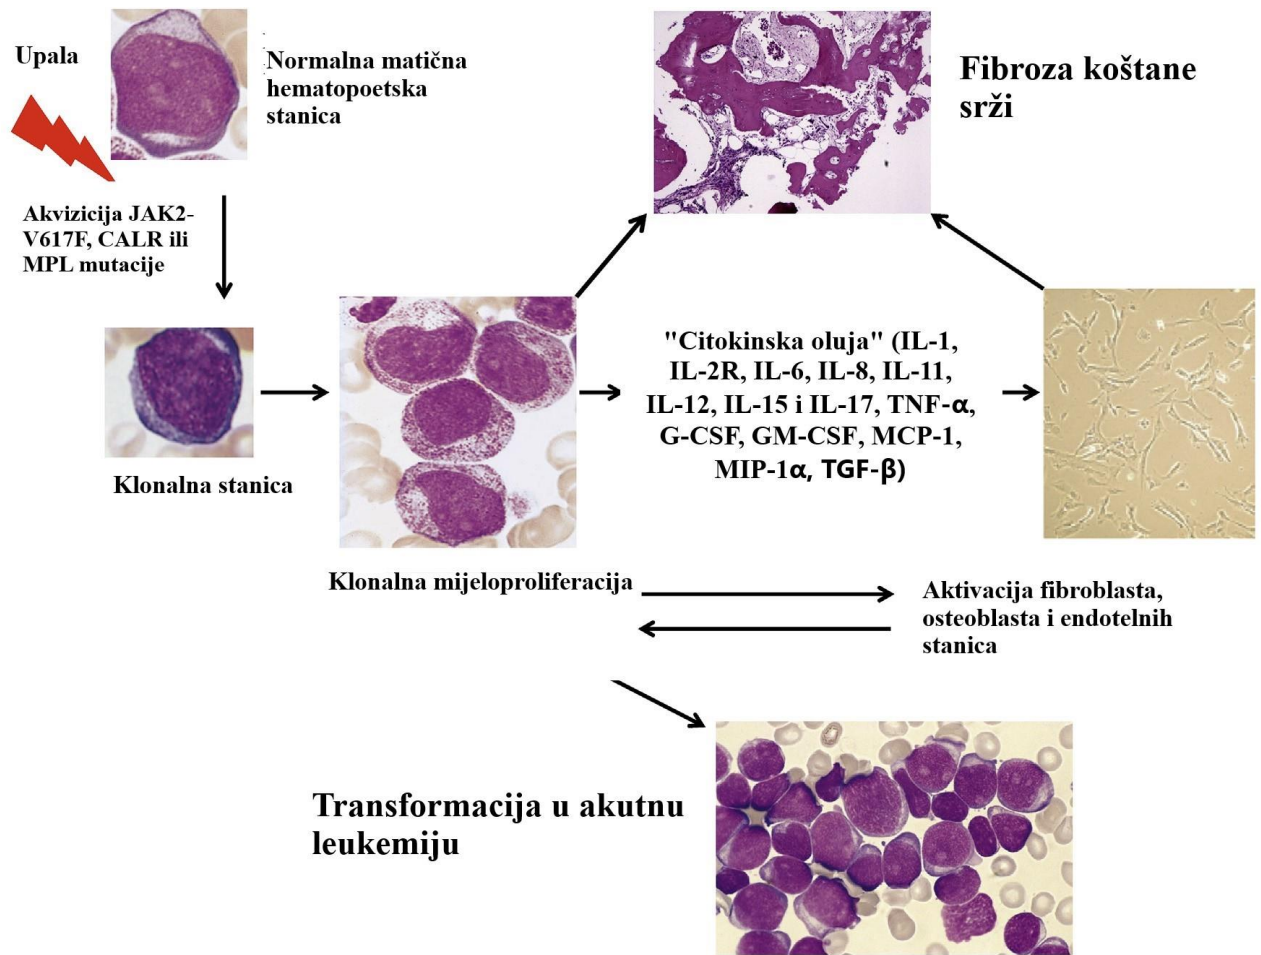 Upala
Normalna matična
hematopoetska
stanica
Fibroza koštane
srži
Akvizicija JAK2-
V617F, CALR ili
MPL mutacije
"Citokinska oluja" (IL-1,
IL-2R, IL-6, IL-8, IL-11,
IL-12, IL-15 i IL-17, TNF-α,
G-CSF, GM-CSF, MCP-1,
MIP-1α, TGF-β)
Klonalna stanica
Klonalna mijeloproliferacija
Aktivacija fibroblasta,
osteoblasta i endotelnih
stanica
Transformacija u akutnu
leukemiju